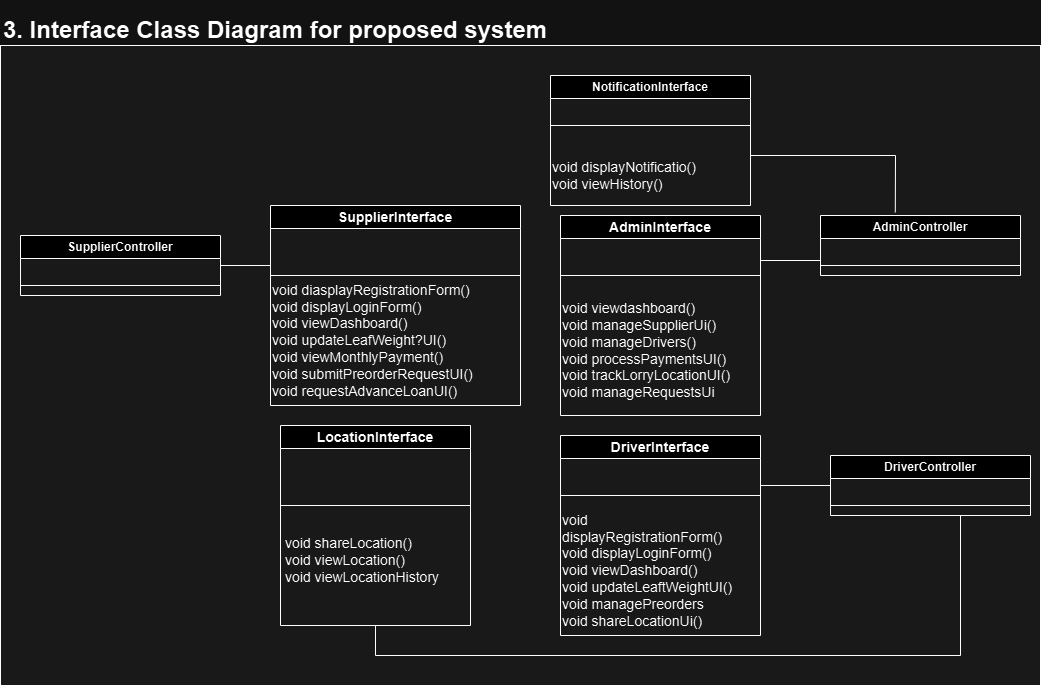 3. Interface Class Diagram for proposed system
NotificationInterface
void displayNotificatio()
void viewHistory()
SupplierInterface
void diasplayRegistrationForm()
void displayLoginForm()
void viewDashboard()
void updateLeafWeight?UI()
void viewMonthlyPayment()
void submitPreorderRequestUI()
void requestAdvanceLoanUI()
SupplierController
AdminInterface
void viewdashboard()
void manageSupplierUi()
void manageDrivers()
void processPaymentsUI()
void trackLorryLocationUI()
void manageRequestsUi
AdminController
LocationInterface
void shareLocation()
void viewLocation()
void viewLocationHistory
DriverInterface
void
displayRegistrationForm()
void displayLoginForm()
void viewDashboard()
void updateLeaftWeightUI()
void managePreorders
void shareLocationUi()
DriverController